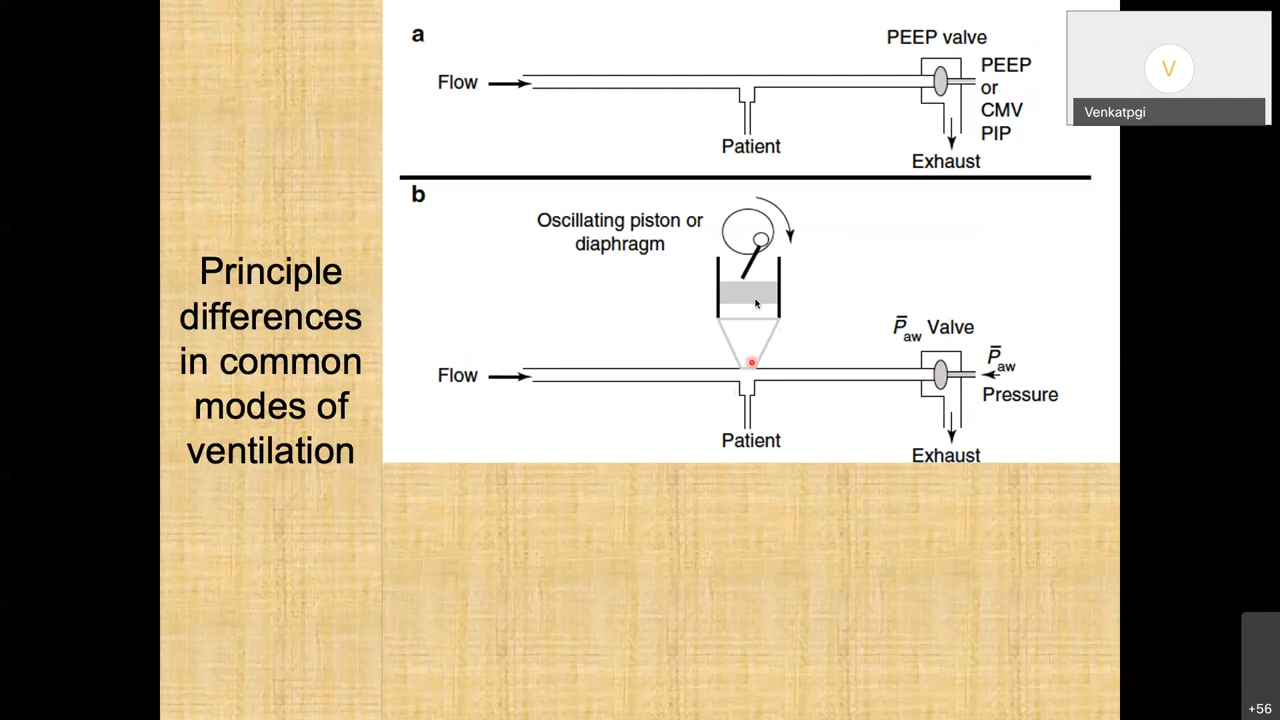 Principle
differences
in common
modes of
ventilation
a
PEEP valve
Flow
PEEP
or
CMV
PIP
Patient
Exhaust
b
Oscillating piston or
diaphragm
P̅aw Valve
P̅aw
Flow
Pressure
Patient
Exhaust
V
Venkatpgi
+56